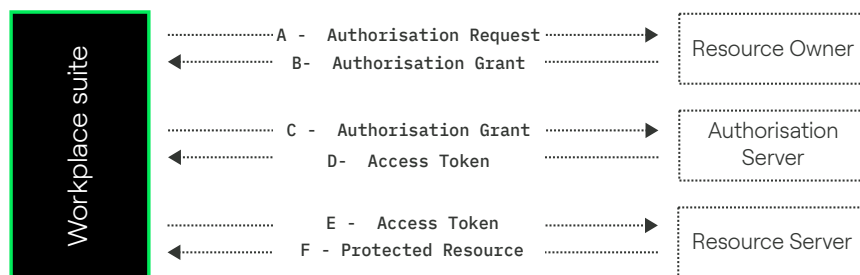 Workplace suite
A - Authorisation Request
B- Authorisation Grant
Resource Owner
C - Authorisation Grant
D- Access Token
Authorisation
Server
E - Access Token
F - Protected Resource
Resource Server